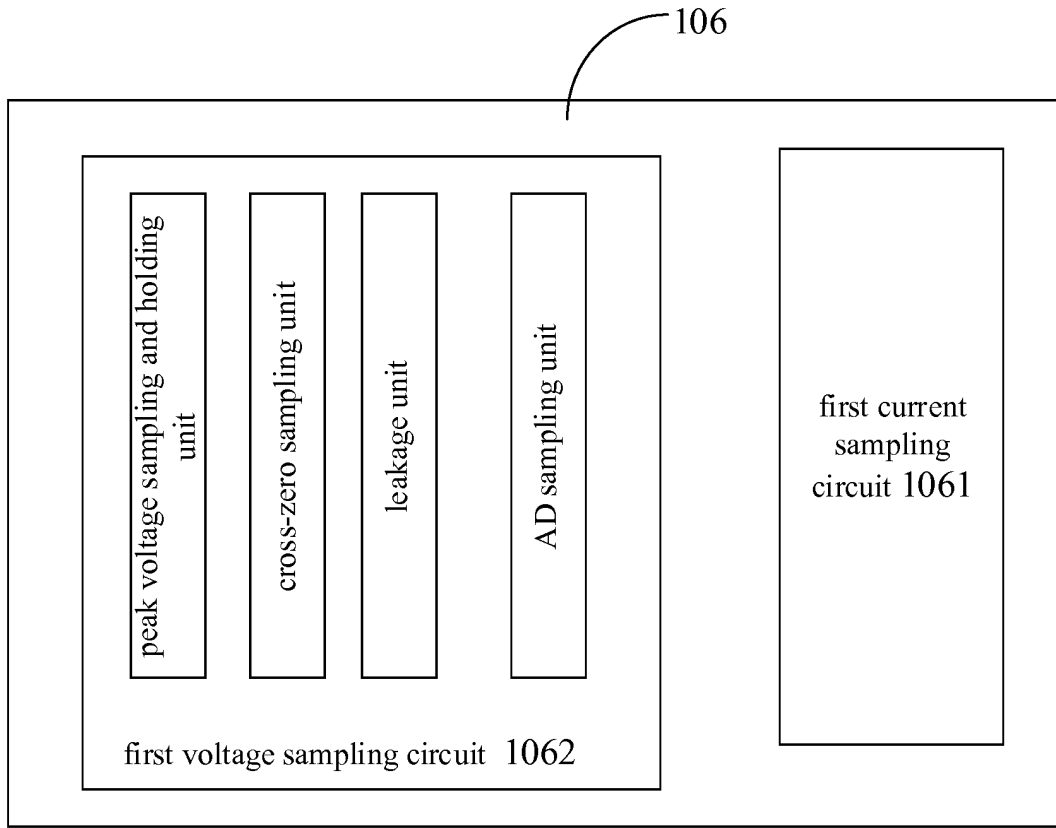 106
peak voltage sampling and holding
unit
cross-zero sampling unit
leakage unit
AD sampling unit
first voltage sampling circuit 1062
first current
sampling
circuit 1061